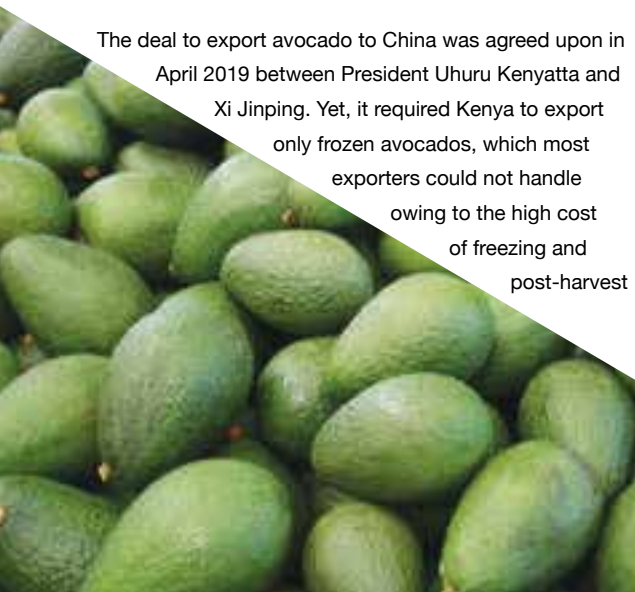 The deal to export avocado to China was agreed upon in
April 2019 between President Uhuru Kenyatta and
Xi Jinping. Yet, it required Kenya to export
only frozen avocados, which most
exporters could not handle
owing to the high cost
of freezing and
post-harvest